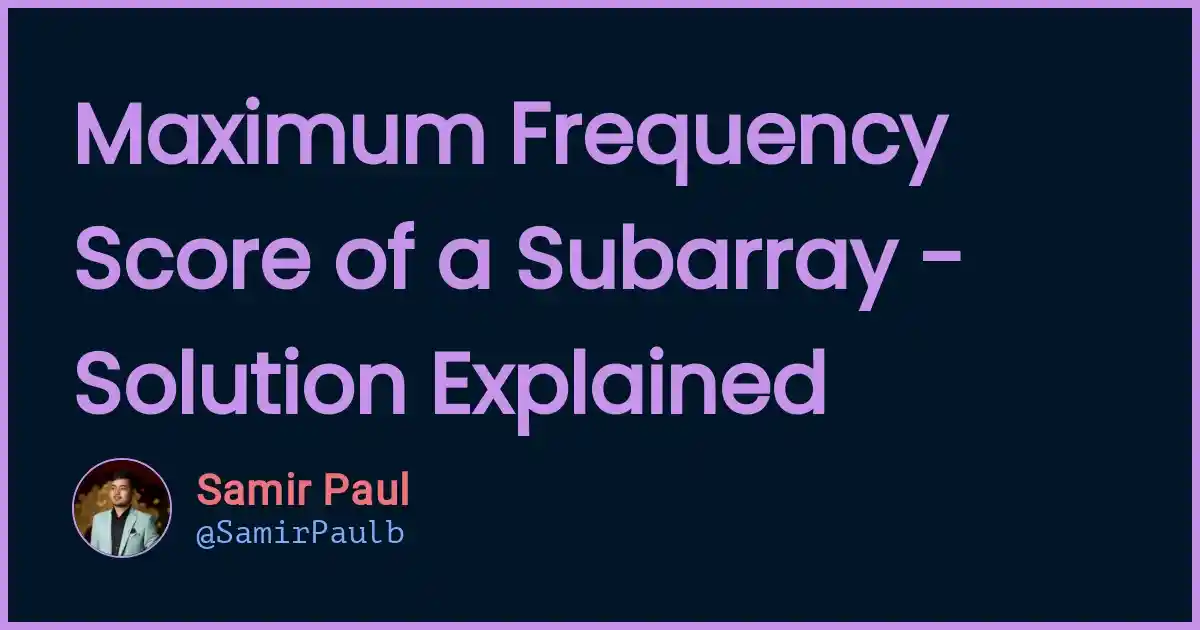 Maximum Frequency
Score of a Subarray -
Solution Explained
Samir Paul
@SamirPaulb